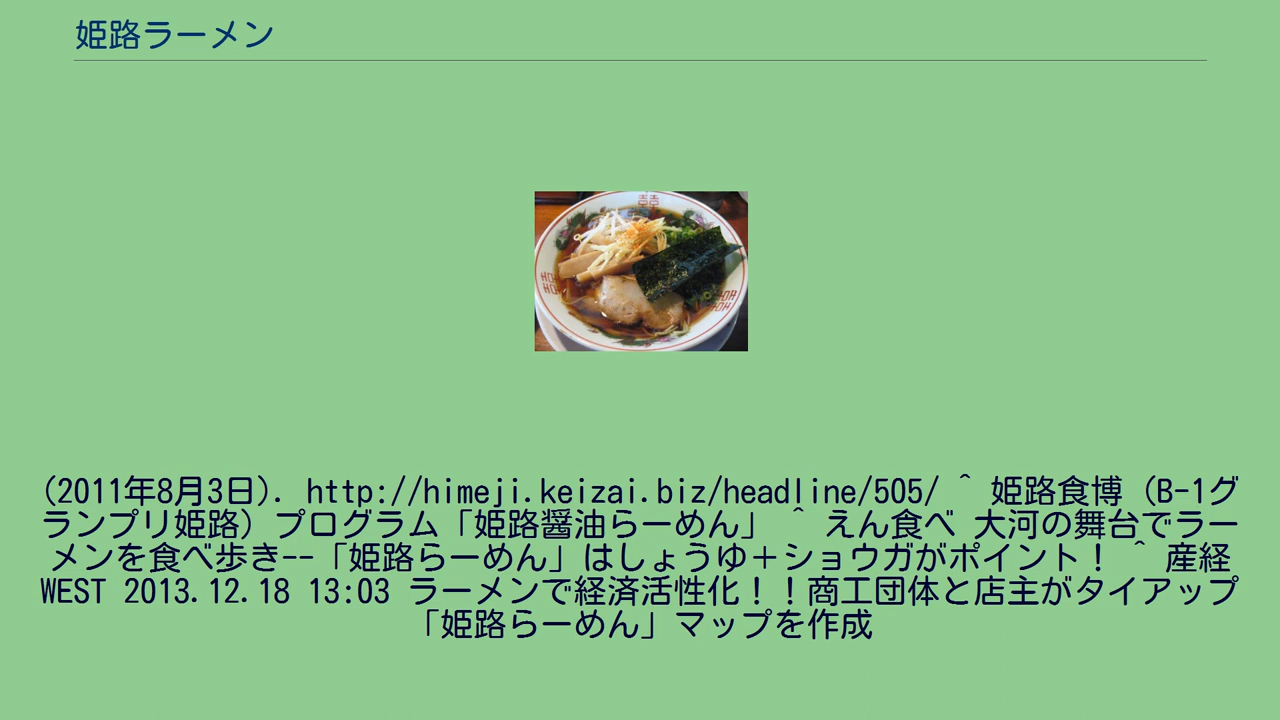 姫路ラーメン
(2011年8月3日). http://himeji.keizai.biz/headline/505/ ^ 姫路食博（B-1グ
ランプリ姫路）プログラム「姫路醤油らーめん」 ^ えん食べ 大河の舞台でラー
メンを食べ歩き--「姫路らーめん」はしょうゆ＋ショウガがポイント！ ^ 産経
WEST 2013.12.18 13:03 ラーメンで経済活性化！！商工団体と店主がタイアップ
「姫路らーめん」マップを作成